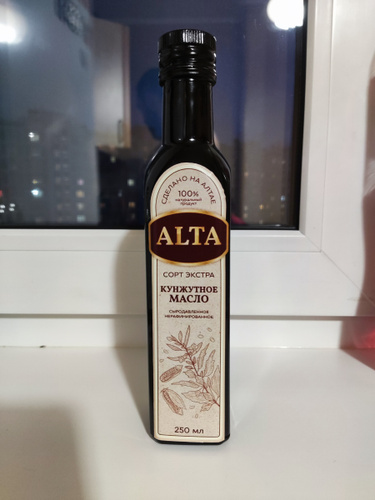 СДЕЛАНО НА АЛТАЕ
100%
натуральный
продукт
ALTA
СОРТ ЭКСТРА
КУНЖУТНОЕ
МАСЛО
СЫРОДАВЛЕННОЕ
НЕРАФИНИРОВАННОЕ
250 мл